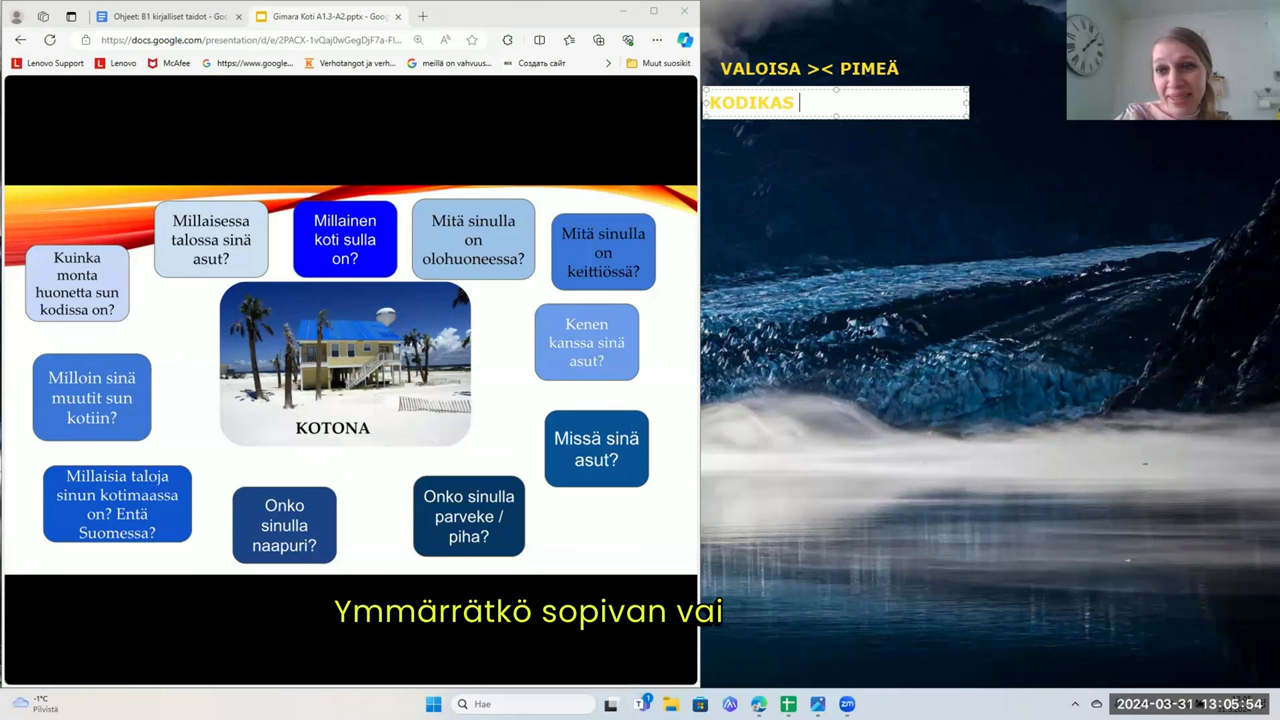 Ohjeet: B1 kirjalliset taidot - Goo
Gimara Koti A1.3-A2.pptx - Goo
https://docs.google.com/presentation/d/e/2PACX-1vQaj0wGegDjF7a-FI...
Lenovo Support
Lenovo
McAfee
https://www.google...
Verhotangot ja verh...
meillä on vahvuus...
Создать сайт
Muut suosikit
VALOISA >< PIMEÄ
KODIKAS
Millaisessa
talossa sinä
asut?
Millainen
koti sulla
on?
Mitä sinulla
on
olohuoneessa?
Mitä sinulla
on
keittiössä?
Kuinka
monta
huonetta sun
kodissa on?
Kenen
kanssa sinä
asut?
Milloin sinä
muutit sun
kotiin?
KOTONA
Missä sinä
asut?
Millaisia taloja
sinun kotimaassa
on? Entä
Suomessa?
Onko
sinulla
naapuri?
Onko sinulla
parveke /
piha?
Ymmärrätkö sopivan vai
-1°C
Pilvistä
Hae
2024-03-31 13:05:54